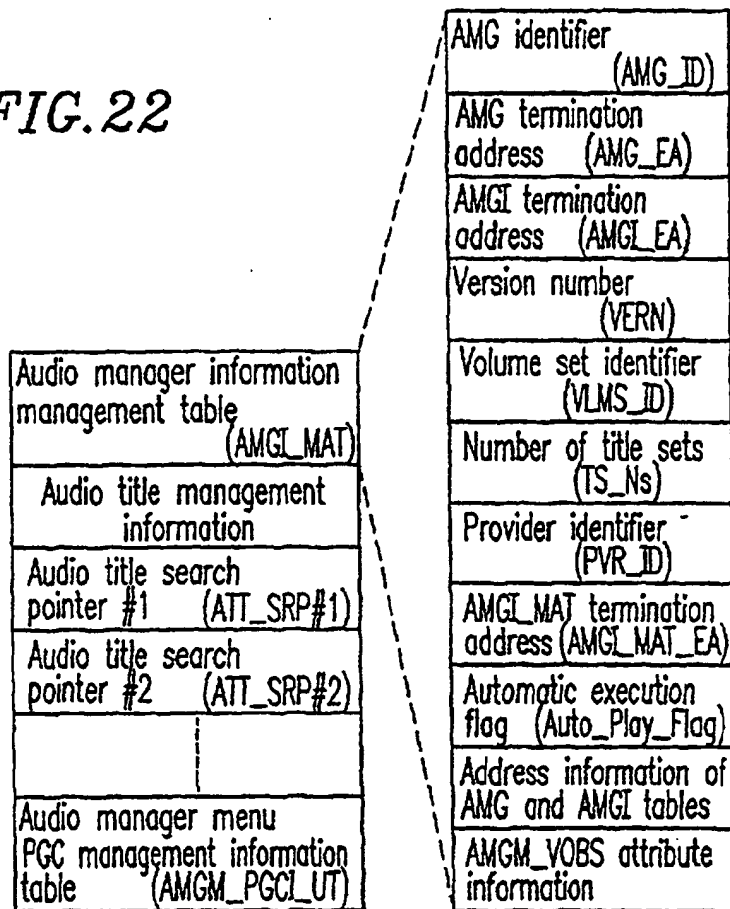 FIG.22
Audio manager information
management table
(AMGI_MAT)
Audio title management
information
Audio title search
pointer #1 (ATT_SRP#1)
Audio title search
pointer #2 (ATT_SRP#2)
Audio manager menu
PGC management information
table (AMGM_PGCI_UT)
AMG identifier
(AMG_ID)
AMG termination
address (AMG_EA)
AMGI termination
address (AMGI_EA)
Version number
(VERN)
Volume set identifier
(VLMS_ID)
Number of title sets
(TS_Ns)
Provider identifier
(PVR_ID)
AMGI_MAT termination
address (AMGI_MAT_EA)
Automatic execution
flag (Auto_Play_Flag)
Address information of
AMG and AMGI tables
AMGM_VOBS attribute
information